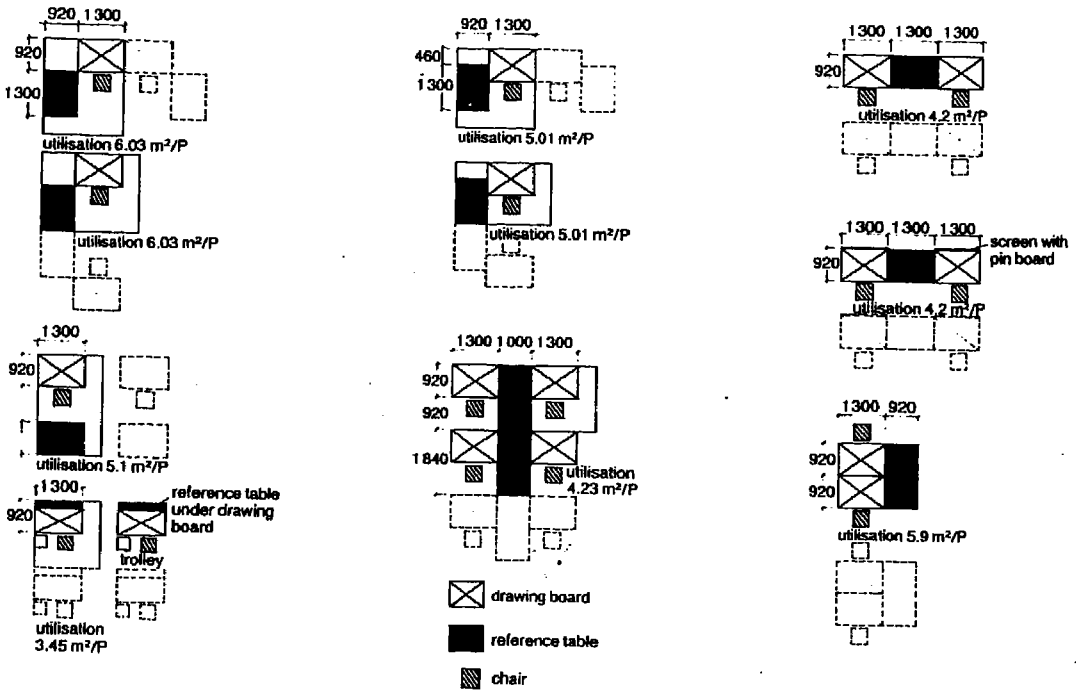 920 1300
920
1300
utilisation 6.03 m²/P
utilisation 6.03 m²/P
1300
920
utilisation 5.1 m²/P
1300
920
reference table
under drawing
board
trolley
utilisation
3.45 m²/P
920 1300
460
1300
utilisation 5.01 m²/P
utilisation 5.01 m²/P
1300 1000 1300
920
920
1840
utilisation
4.23 m²/P
drawing board
reference table
chair
1300 1300 1300
920
utilisation 4.2 m²/P
1300 1300 1300
screen with
pin board
920
utilisation 4.2 m²/P
1300 920
920
920
utilisation 5.9 m²/P